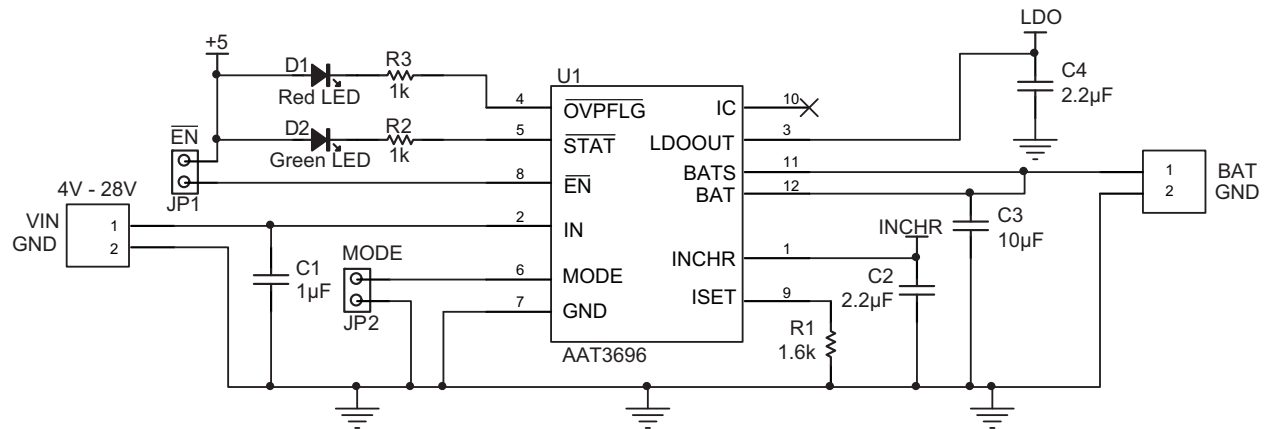 LDO
+5
D1
R3
U1
C4
2.2µF
Red LED
1k
4
OVPFLG
IC
10
D2
R2
5
STAT
LDOOUT
3
EN
Green LED
1k
BATS
11
8
EN
BAT
12
1
BAT
2
GND
JP1
4V - 28V
VIN
1
2
IN
C3
10µF
GND
2
INCHR
MODE
C1
1µF
6
MODE
INCHR
1
C2
2.2µF
7
GND
ISET
9
JP2
R1
1.6k
AAT3696